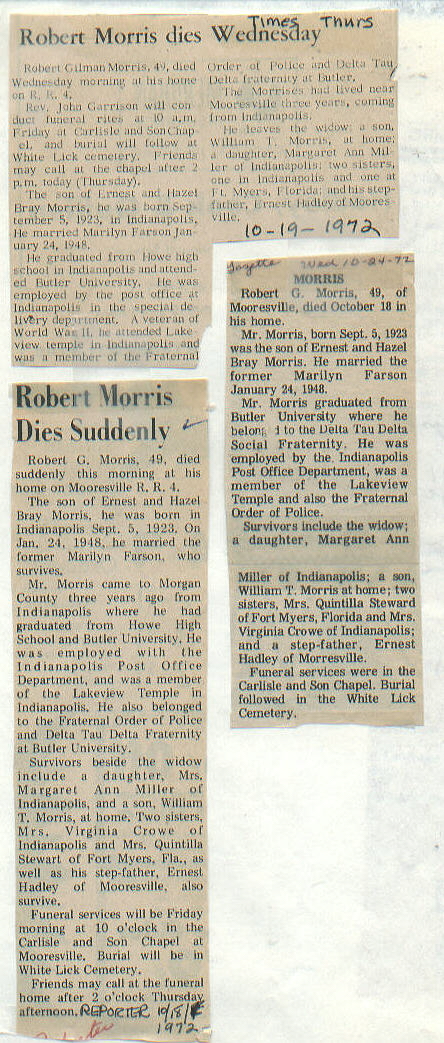 Times Thurs
Robert Morris dies Wednesday
Robert Gilman Morris, 49, died
Wednesday morning at his home
on R. R. 4.
Rev. John Garrison will con
duct funeral rites at 10 a.m.
Friday at Carlisle and Son Chap-
el, and burial will follow at
White Lick cemetery. Friends
may call at the chapel after 2
p.m. today (Thursday).
The son of Ernest and Hazel
Bray Morris, he was born Sep-
tember 5, 1923, in Indianapolis.
He married Marilyn Farson Jan-
uary 24, 1948.
He graduated from Howe high
school in Indianapolis and attend-
ed Butler University. He was
employed by the post office at
Indianapolis in the special de-
livery department. A veteran of
World War II, he attended Lake-
view temple in Indianapolis and
was a member of the Fraternal
Order of Police and Delta Tau
Delta fraternity at Butler.
The Morrises had lived near
Mooresville three years, coming
from Indianapolis.
He leaves the widow; a son,
William T. Morris, at home;
a daughter, Margaret Ann Mil-
ler of Indianapolis; two sisters,
one in Indianapolis and one at
Ft. Myers, Florida; and his step-
father, Ernest Hadley of Moores-
ville.
10-19-1972
Robert Morris
Dies Suddenly
Robert G. Morris, 49, died
suddenly this morning at his
home on Mooresville R. R. 4.
The son of Ernest and Hazel
Bray Morris, he was born in
Indianapolis Sept. 5, 1923. On
Jan. 24, 1948, he married the
former Marilyn Farson, who
survives.
Mr. Morris came to Morgan
County three years ago from
Indianapolis where he had
graduated from Howe High
School and Butler University. He
was employed with the
Indianapolis Post Office
Department, and was a member
of the Lakeview Temple in
Indianapolis. He also belonged
to the Fraternal Order of Police
and Delta Tau Delta Fraternity
at Butler University.
Survivors beside the widow
include a daughter, Mrs.
Margaret Ann Miller of
Indianapolis, and a son, William
T. Morris, at home. Two sisters,
Mrs. Virginia Crowe of
Indianapolis and Mrs. Quintilla
Stewart of Fort Myers, Fla., as
well as his step-father, Ernest
Hadley of Mooresville, also
survive.
Funeral services will be Friday
morning at 10 o'clock in the
Carlisle and Son Chapel at
Mooresville. Burial will be in
White Lick Cemetery.
Friends may call at the funeral
home after 2 o'clock Thursday
afternoon. REPORTER 10/18/
1972
Gazette Wed 10-24-72
MORRIS
Robert G. Morris, 49, of
Mooresville, died October 18 in
his home.
Mr. Morris, born Sept. 5, 1923
was the son of Ernest and Hazel
Bray Morris. He married the
former Marilyn Farson
January 24, 1948.
Mr. Morris graduated from
Butler University where he
belong d to the Delta Tau Delta
Social Fraternity. He was
employed by the Indianapolis
Post Office Department, was a
member of the Lakeview
Temple and also the Fraternal
Order of Police.
Survivors include the widow;
a daughter, Margaret Ann
Miller of Indianapolis; a son,
William T. Morris at home; two
sisters, Mrs. Quintilla Steward
of Fort Myers, Florida and Mrs.
Virginia Crowe of Indianapolis;
and a step-father, Ernest
Hadley of Morresville.
Funeral services were in the
Carlisle and Son Chapel. Burial
followed in the White Lick
Cemetery.